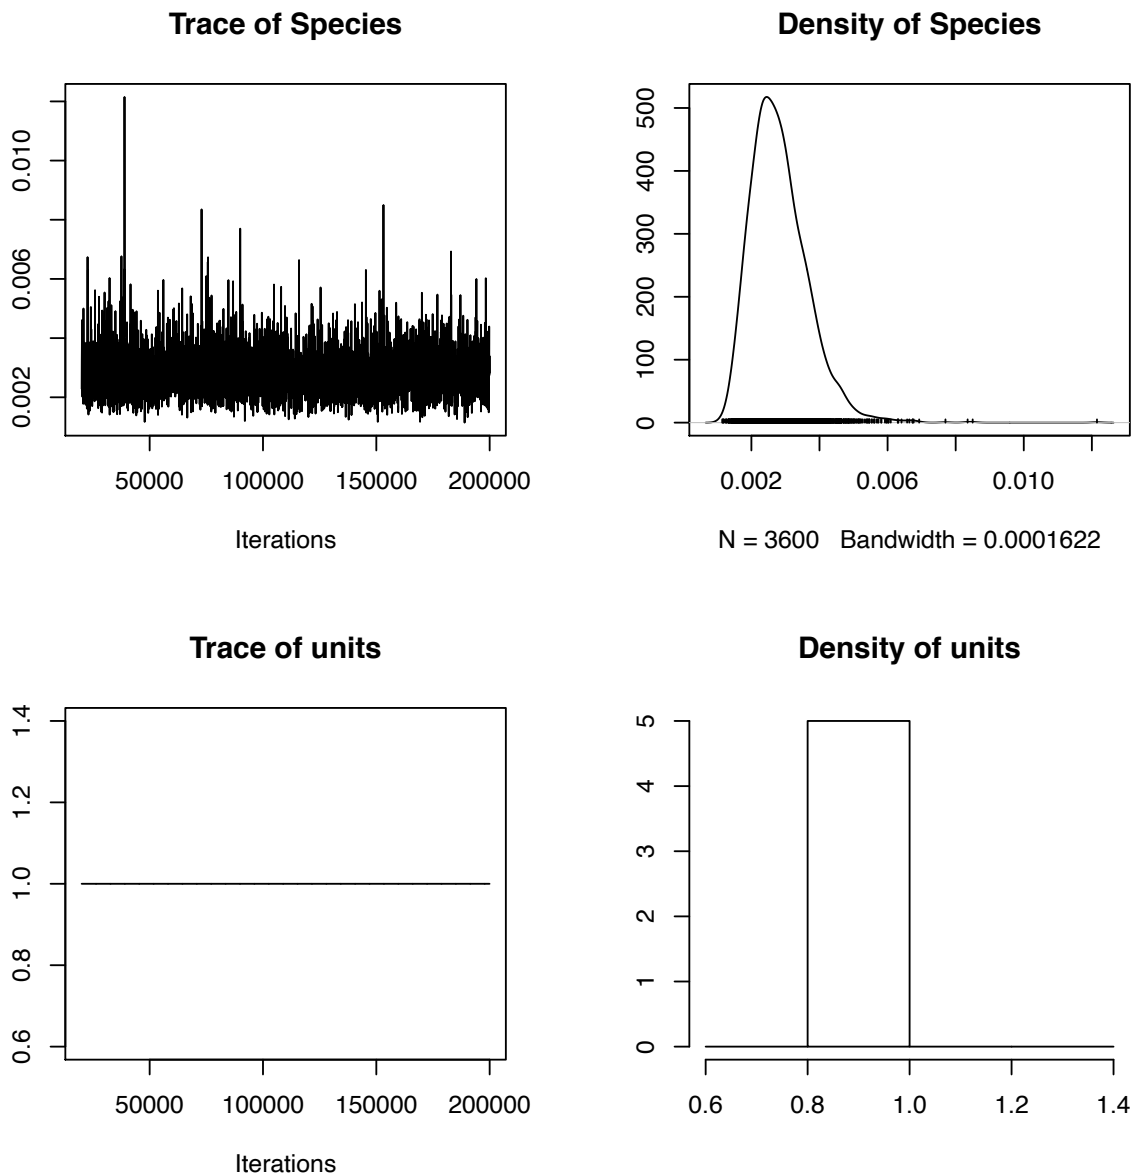 Trace of Species
0.002 0.006 0.010
50000 100000 150000 200000
Iterations
Density of Species
0 100 200 300 400 500
0.002 0.006 0.010
N = 3600 Bandwidth = 0.0001622
Trace of units
0.6 0.8 1.0 1.2 1.4
50000 100000 150000 200000
Iterations
Density of units
0 1 2 3 4 5
0.6 0.8 1.0 1.2 1.4